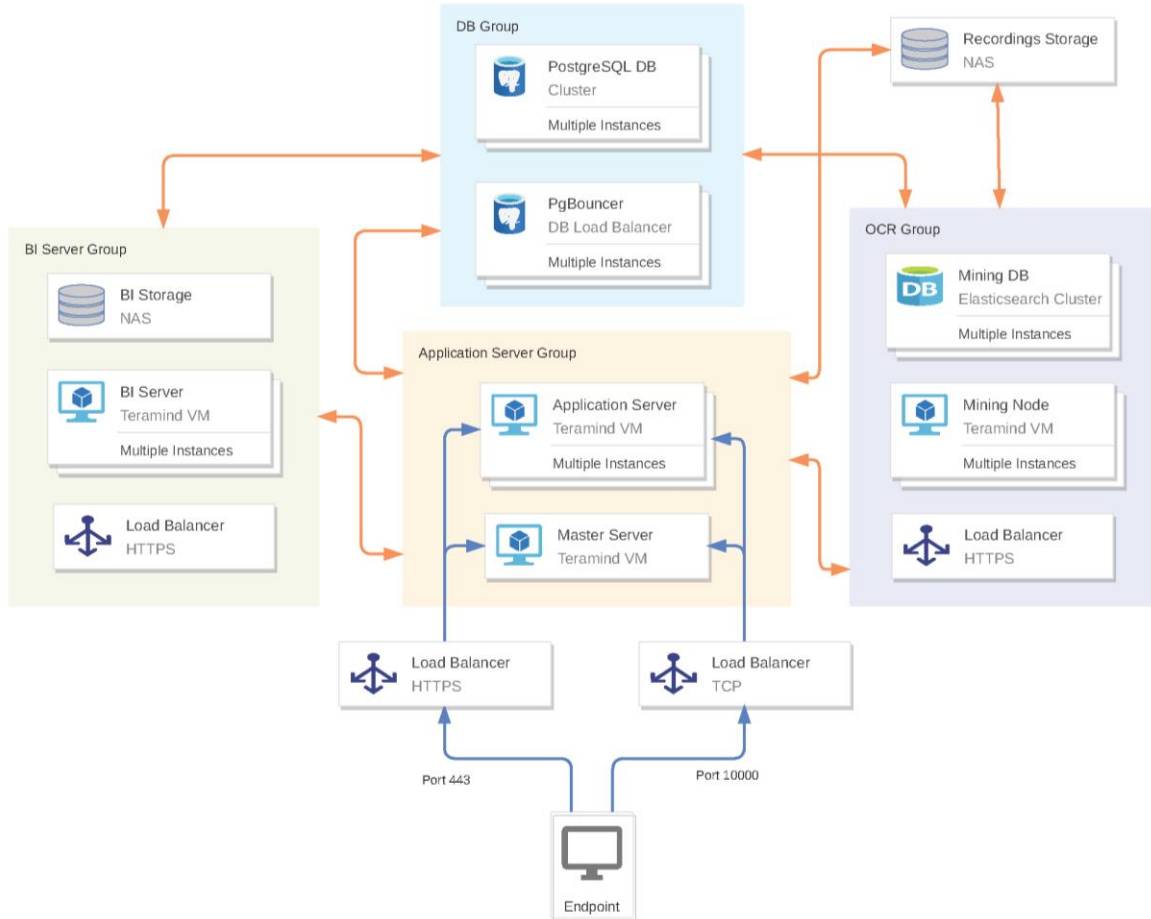 DB Group
PostgreSQL DB
Cluster
Multiple Instances
PgBouncer
DB Load Balancer
Multiple Instances
Recordings Storage
NAS
BI Server Group
BI Storage
NAS
BI Server
Teramind VM
Multiple Instances
Load Balancer
HTTPS
Application Server Group
Application Server
Teramind VM
Multiple Instances
Master Server
Teramind VM
OCR Group
DB
Mining DB
Elasticsearch Cluster
Multiple Instances
Mining Node
Teramind VM
Multiple Instances
Load Balancer
HTTPS
Load Balancer
HTTPS
Load Balancer
TCP
Port 443
Port 10000
Endpoint